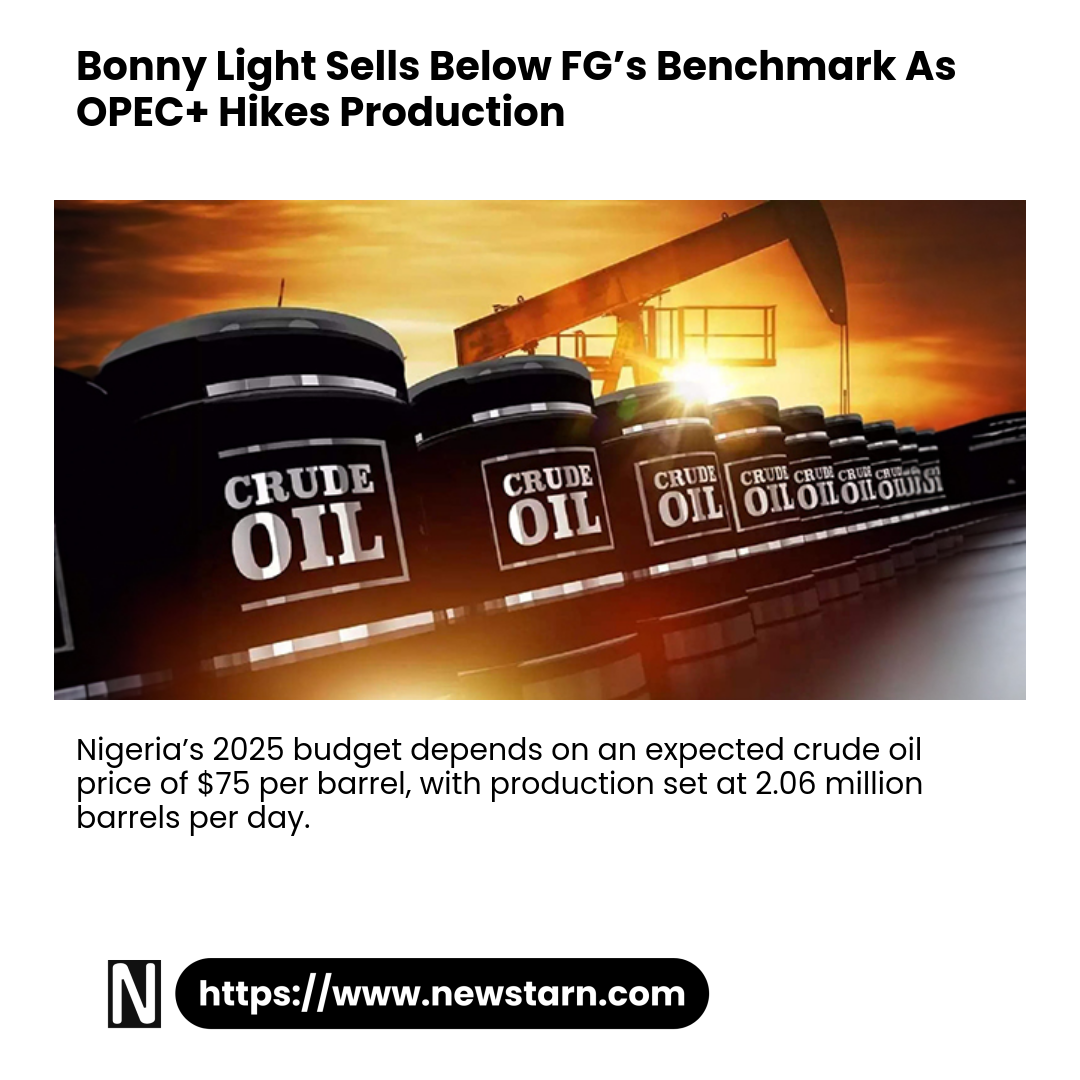 Bonny Light Sells Below FG’s Benchmark As
OPEC+ Hikes Production
CRUDE
OIL
CRUDE
OIL
CRUDE
OIL
CRUDE
OIL
CRUDE
OIL
CRUDE
OIL
OIL
Nigeria’s 2025 budget depends on an expected crude oil
price of $75 per barrel, with production set at 2.06 million
barrels per day.
N
https://www.newstarn.com